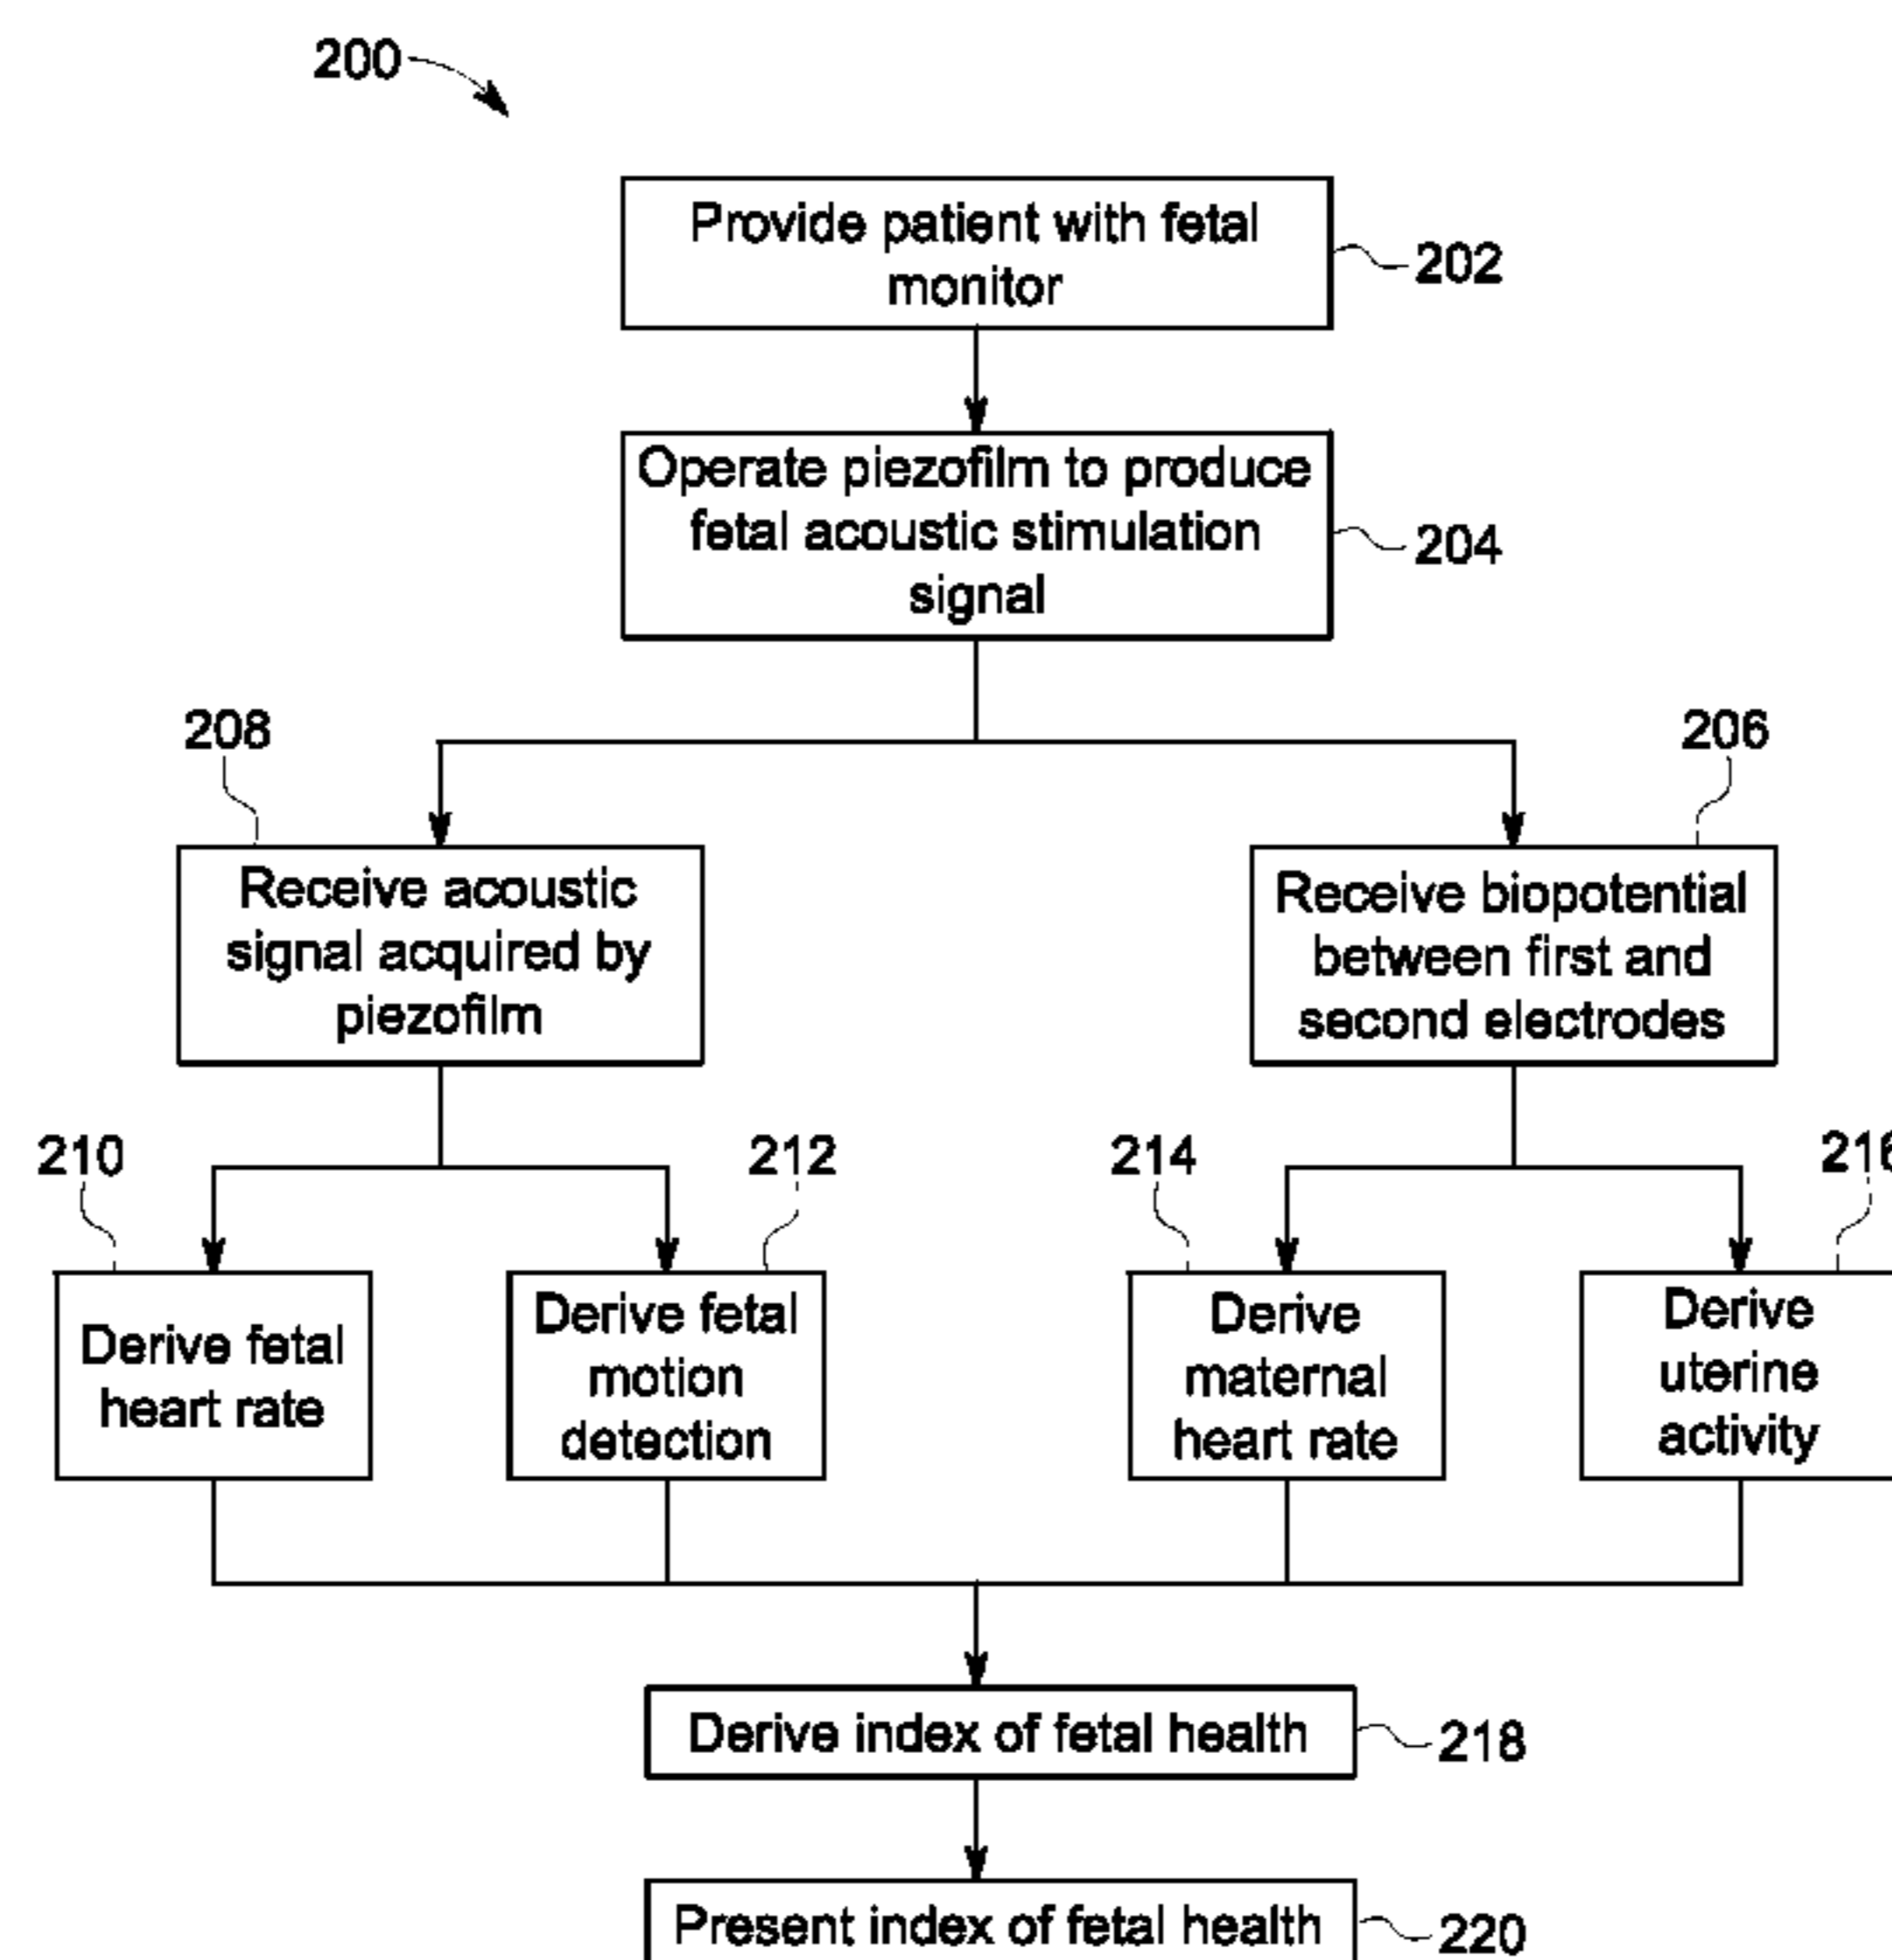 200
Provide patient with fetal
monitor
202
Operate piezofilm to produce
fetal acoustic stimulation
signal
204
208
206
Receive acoustic
signal acquired by
piezofilm
Receive biopotential
between first and
second electrodes
210
212
214
216
Derive fetal
heart rate
Derive fetal
motion
detection
Derive
maternal
heart rate
Derive
uterine
activity
Derive index of fetal health
218
Present index of fetal health
220